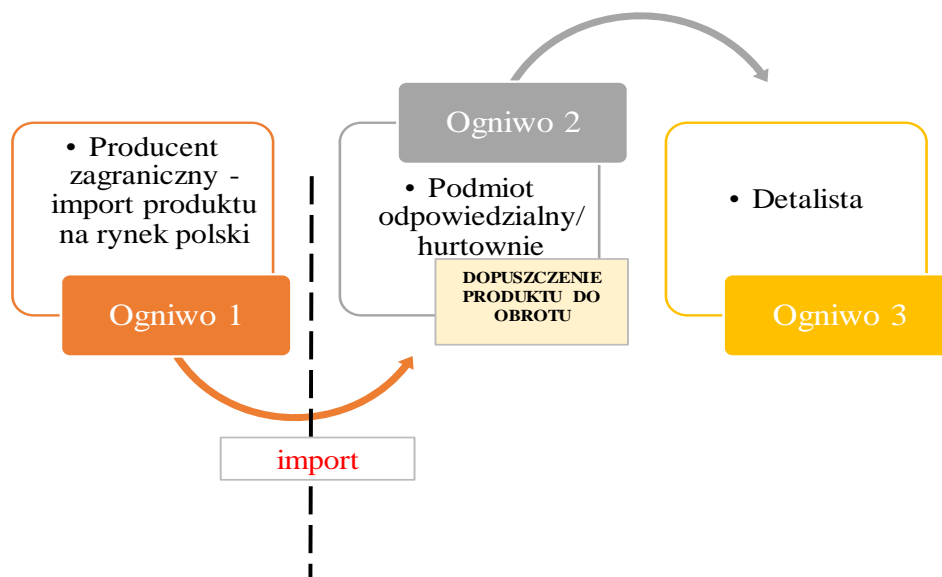 • Producent
zagraniczny -
import produktu
na rynek polski
Ogniwo 1
import
Ogniwo 2
• Podmiot
odpowiedzialny/
hurtownie
DOPUSZCZENIE
PRODUKTU DO
OBROTU
• Detalista
Ogniwo 3